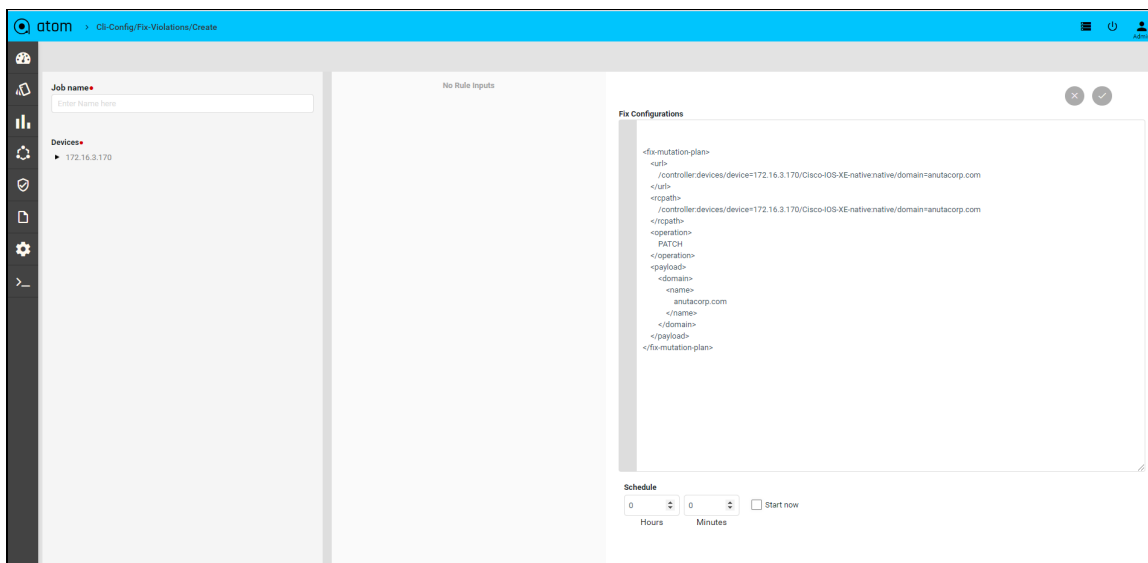 atom > Cli-Config/Fix-Violations/Create
Admin
Job name
Enter Name here
Devices
172.16.3.170
No Rule Inputs
Fix Configurations
<fix-mutation-plan>
<url>
/controller:devices/device=172.16.3.170/Cisco-IOS-XE-native:native/domain=anutacorp.com
</url>
<rcpath>
/controller:devices/device=172.16.3.170/Cisco-IOS-XE-native:native/domain=anutacorp.com
</rcpath>
<operation>
PATCH
</operation>
<payload>
<domain>
<name>
anutacorp.com
</name>
</domain>
</payload>
</fix-mutation-plan>
Schedule
0 0 Start now
Hours Minutes